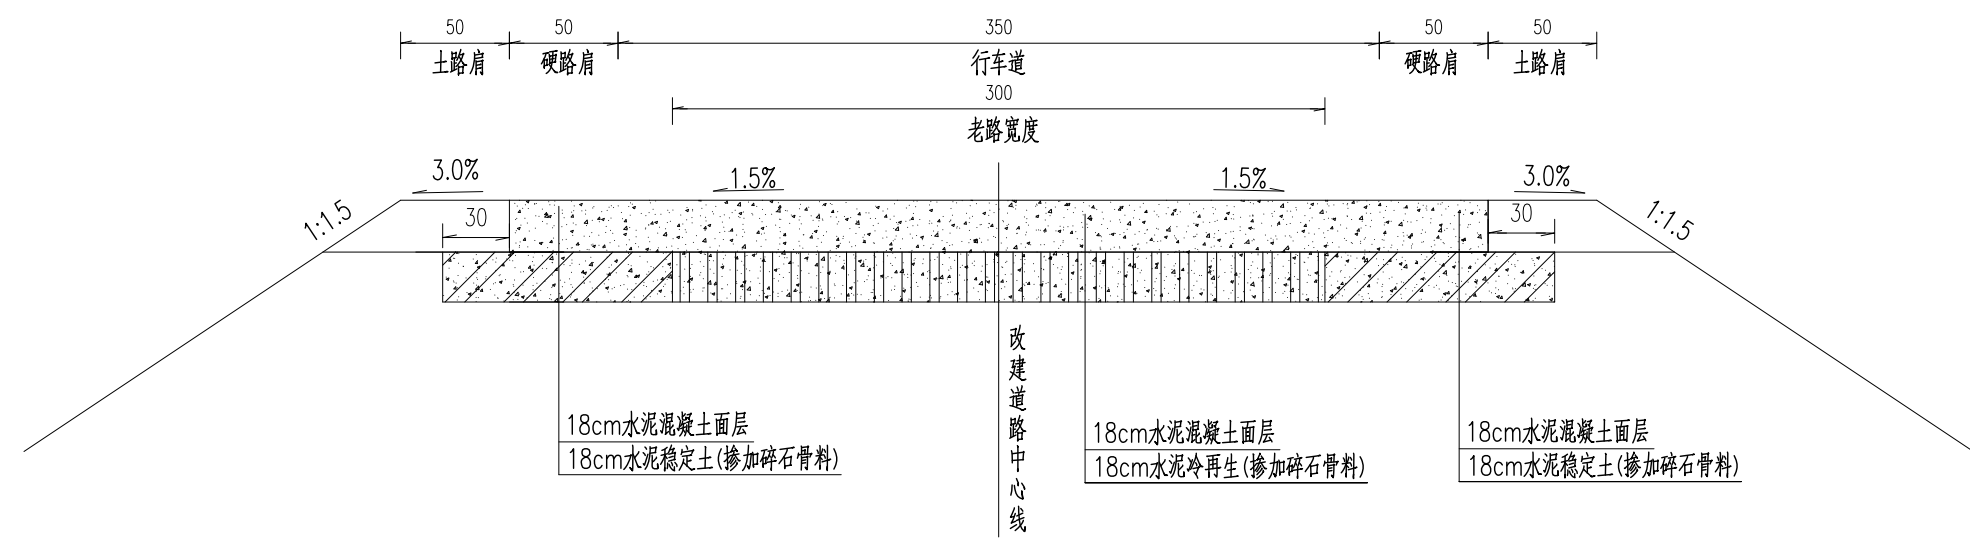 50 50 350 50 50
土路肩 硬路肩 行车道 硬路肩 土路肩
300
老路宽度
3.0% 1.5% 1.5% 3.0%
1:1.5 30 30 1:1.5
改建道路中心线
18cm水泥混凝土面层
18cm水泥稳定土(掺加碎石骨料)
18cm水泥混凝土面层
18cm水泥冷再生(掺加碎石骨料)
18cm水泥混凝土面层
18cm水泥稳定土(掺加碎石骨料)